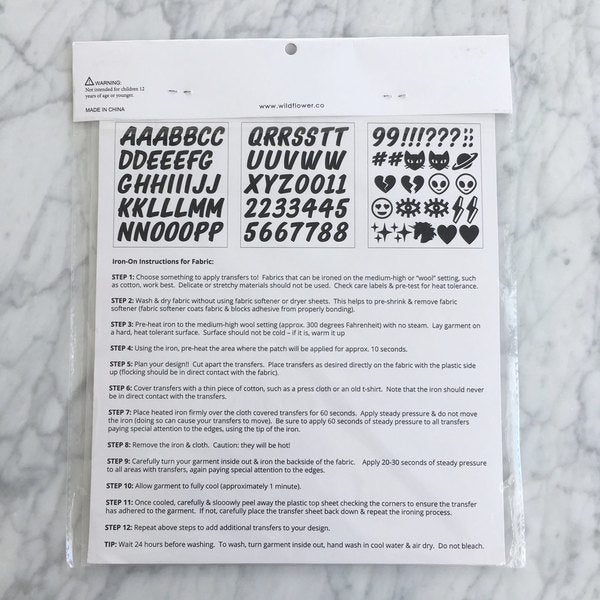 WARNING:
Not intended for children 12
years of age or younger.
MADE IN CHINA
www.wildflower.co
AAABBCC
DDEEEFG
GHHIIIJJ
KKLLLMM
NNOOOPP
QRRSSTT
UUVVWW
XYZ0011
2233445
5667788
99!!!???;;
##
Iron-On Instructions for Fabric:
STEP 1: Choose something to apply transfers to! Fabrics that can be ironed on the medium-high or "wool" setting, such
as cotton, work best. Delicate or stretchy materials should not be used. Check care labels & pre-test for heat tolerance.
STEP 2: Wash & dry fabric without using fabric softener or dryer sheets. This helps to pre-shrink & remove fabric
softener (fabric softener coats fabric & blocks adhesive from properly bonding).
STEP 3: Pre-heat iron to the medium-high wool setting (approx. 300 degrees Fahrenheit) with no steam. Lay garment on
a hard, heat tolerant surface. Surface should not be cold – if it is, warm it up
STEP 4: Using the iron, pre-heat the area where the patch will be applied for approx. 10 seconds.
STEP 5: Plan your design!! Cut apart the transfers. Place transfers as desired directly on the fabric with the plastic side
up (flocking should be in direct contact with the fabric).
STEP 6: Cover transfers with a thin piece of cotton, such as a press cloth or an old t-shirt. Note that the iron should never
be in direct contact with the transfers.
STEP 7: Place heated iron firmly over the cloth covered transfers for 60 seconds. Apply steady pressure & do not move
the iron (doing so can cause your transfers to move). Be sure to apply 60 seconds of steady pressure to all transfers
paying special attention to the edges, using the tip of the iron.
STEP 8: Remove the iron & cloth. Caution: they will be hot!
STEP 9: Carefully turn your garment inside out & iron the backside of the fabric. Apply 20-30 seconds of steady pressure
to all areas with transfers, again paying special attention to the edges.
STEP 10: Allow garment to fully cool (approximately 1 minute).
STEP 11: Once cooled, carefully & slooowly peel away the plastic top sheet checking the corners to ensure the transfer
has adhered to the garment. If not, carefully place the transfer sheet back down & repeat the ironing process.
STEP 12: Repeat above steps to add additional transfers to your design.
TIP: Wait 24 hours before washing. To wash, turn garment inside out, hand wash in cool water & air dry. Do not bleach.